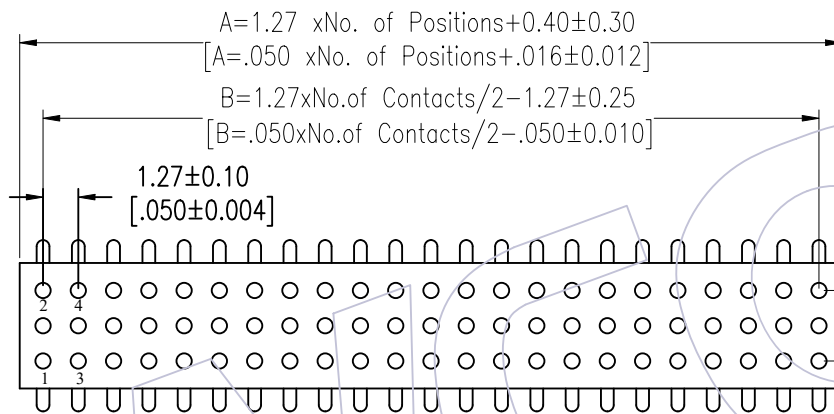 A=1.27 xNo. of Positions+0.40±0.30
[A=.050 xNo. of Positions+.016±0.012]
B=1.27xNo.of Contacts/2-1.27±0.25
[B=.050xNo.of Contacts/2-.050±0.010]
1.27±0.10
[.050±0.004]
2 4
1 3